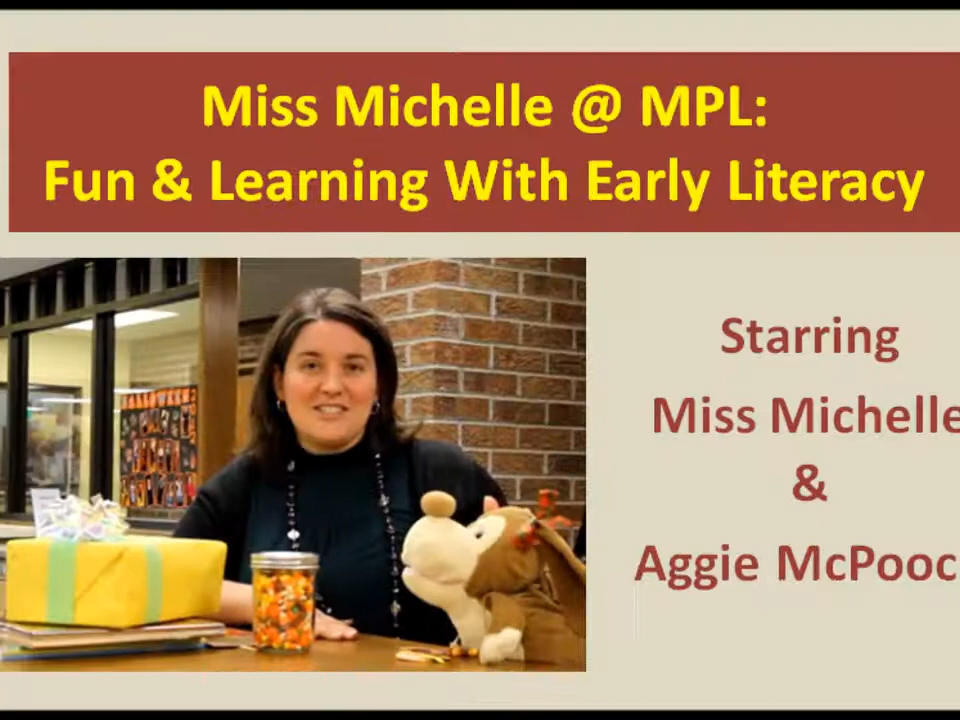 Miss Michelle @ MPL:
Fun & Learning With Early Literacy
Starring
Miss Michelle
&
Aggie McPooc